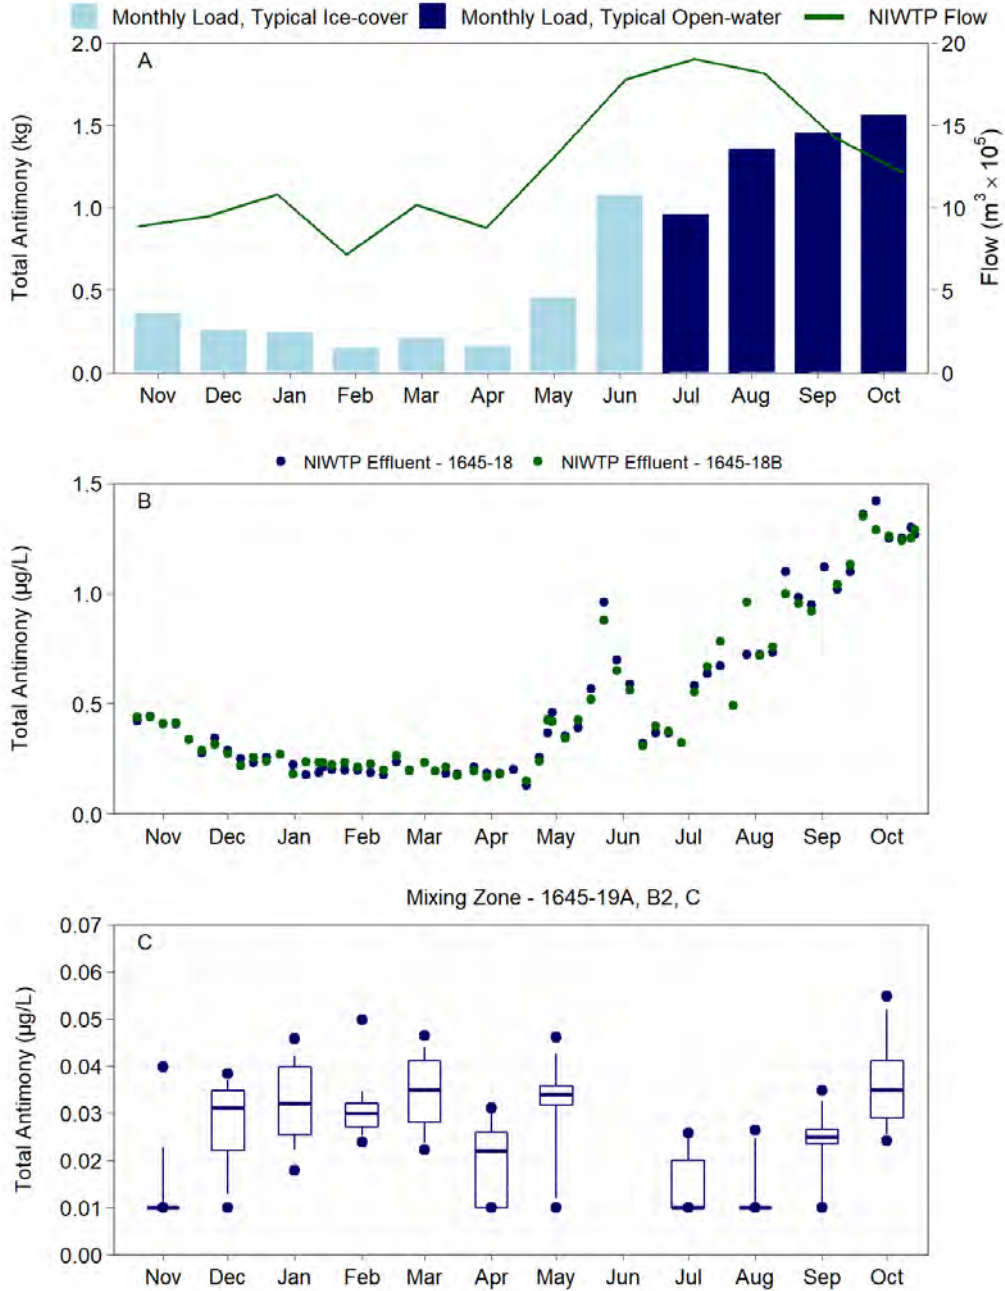 Monthly Load, Typical Ice-cover Monthly Load, Typical Open-water NIWTP Flow
A
2.0 20
1.5 15
1.0 10
0.5 5
0.0 0
Total Antimony (kg)
Flow (m³ × 10⁵)
Nov Dec Jan Feb Mar Apr May Jun Jul Aug Sep Oct
NIWTP Effluent - 1645-18 NIWTP Effluent - 1645-18B
B
1.5
1.0
0.5
0.0
Total Antimony (µg/L)
Nov Dec Jan Feb Mar Apr May Jun Jul Aug Sep Oct
Mixing Zone - 1645-19A, B2, C
C
0.07
0.06
0.05
0.04
0.03
0.02
0.01
0.00
Total Antimony (µg/L)
Nov Dec Jan Feb Mar Apr May Jun Jul Aug Sep Oct